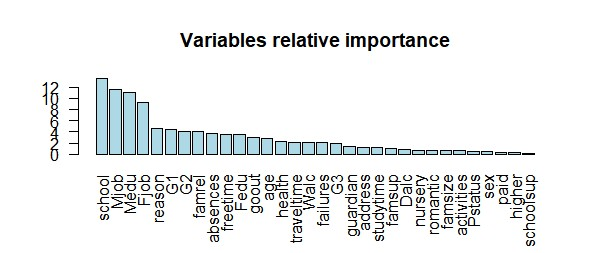 Variables relative importance
12
10
8
6
4
2
0
school
Mjob
Medu
Fjob
reason
G1
G2
famrel
absences
freetime
Fedu
goout
age
health
traveltime
Walc
failures
G3
guardian
address
studytime
famsup
Dalc
nursery
romantic
famsize
activities
Pstatus
sex
paid
higher
schoolsup